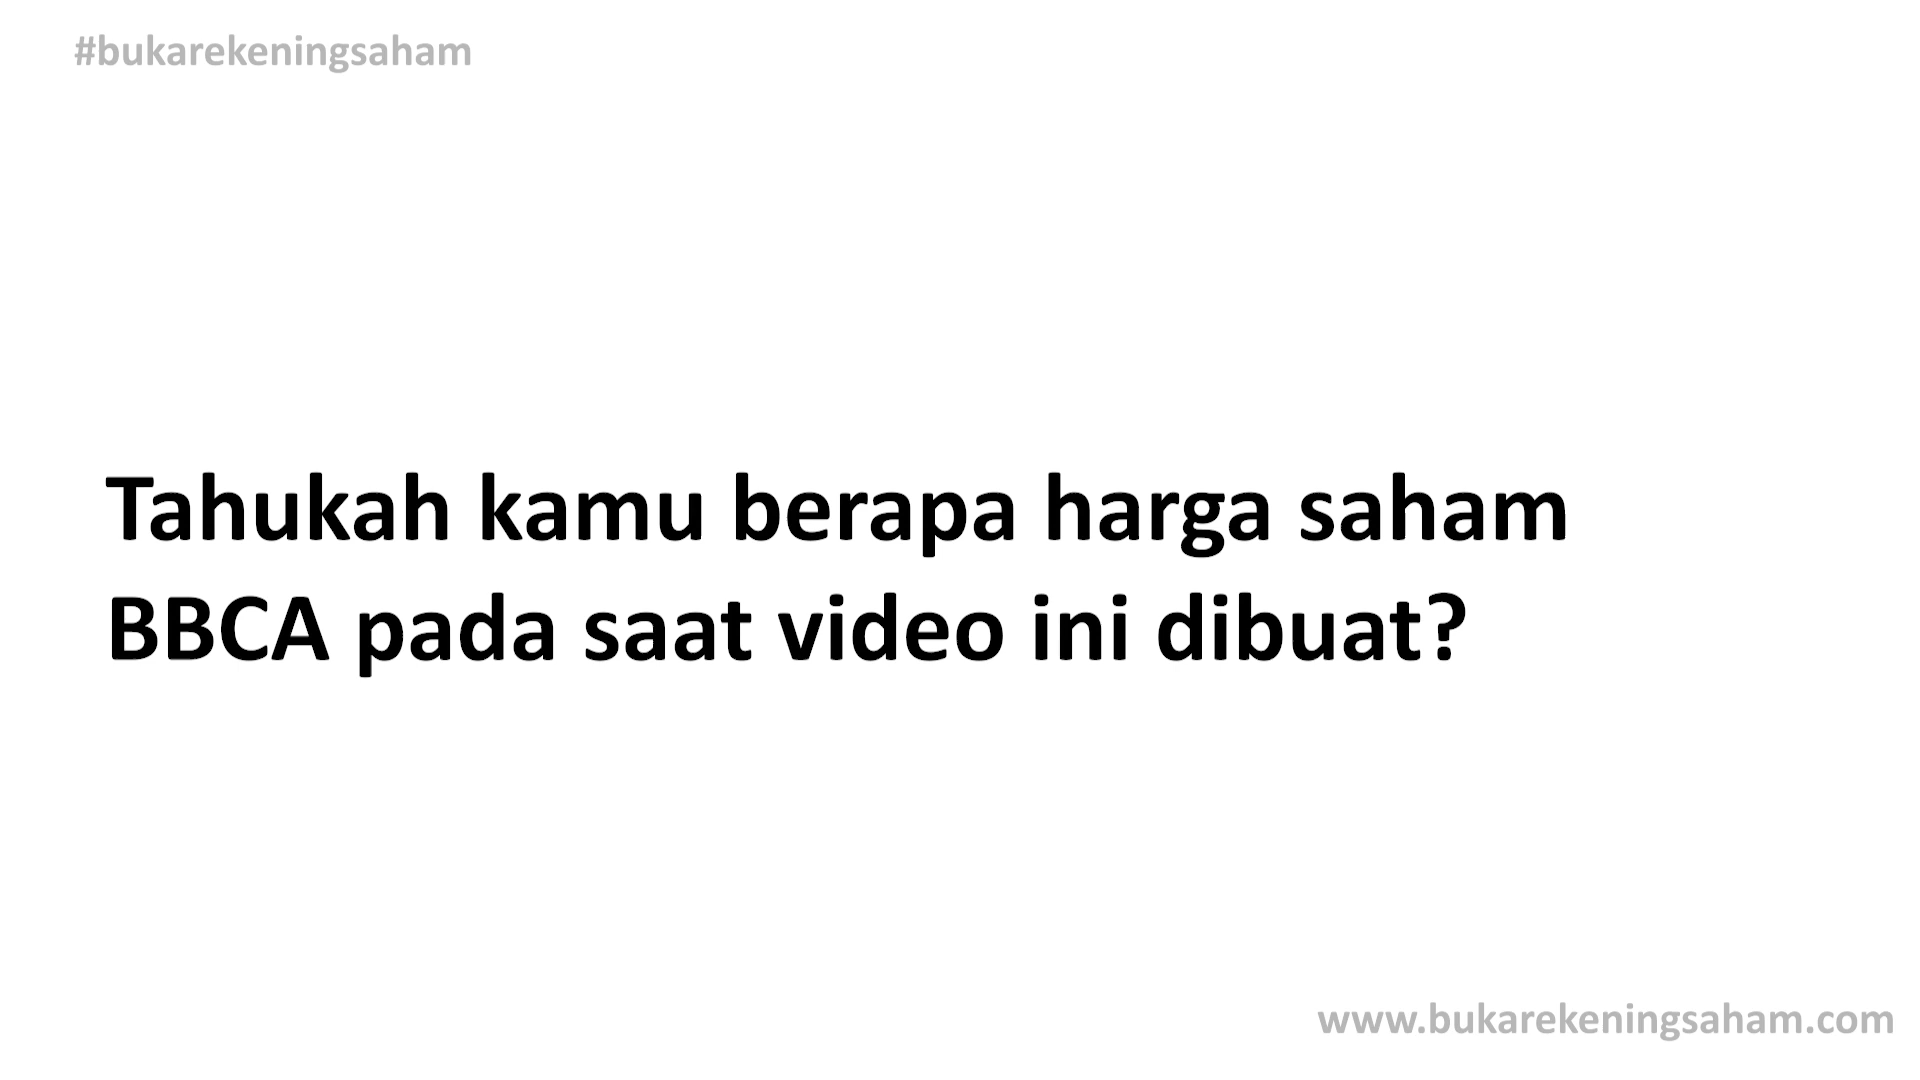 #bukarekeningsaham
Tahukah kamu berapa harga saham
BBCA pada saat video ini dibuat?
www.bukarekeningsaham.com